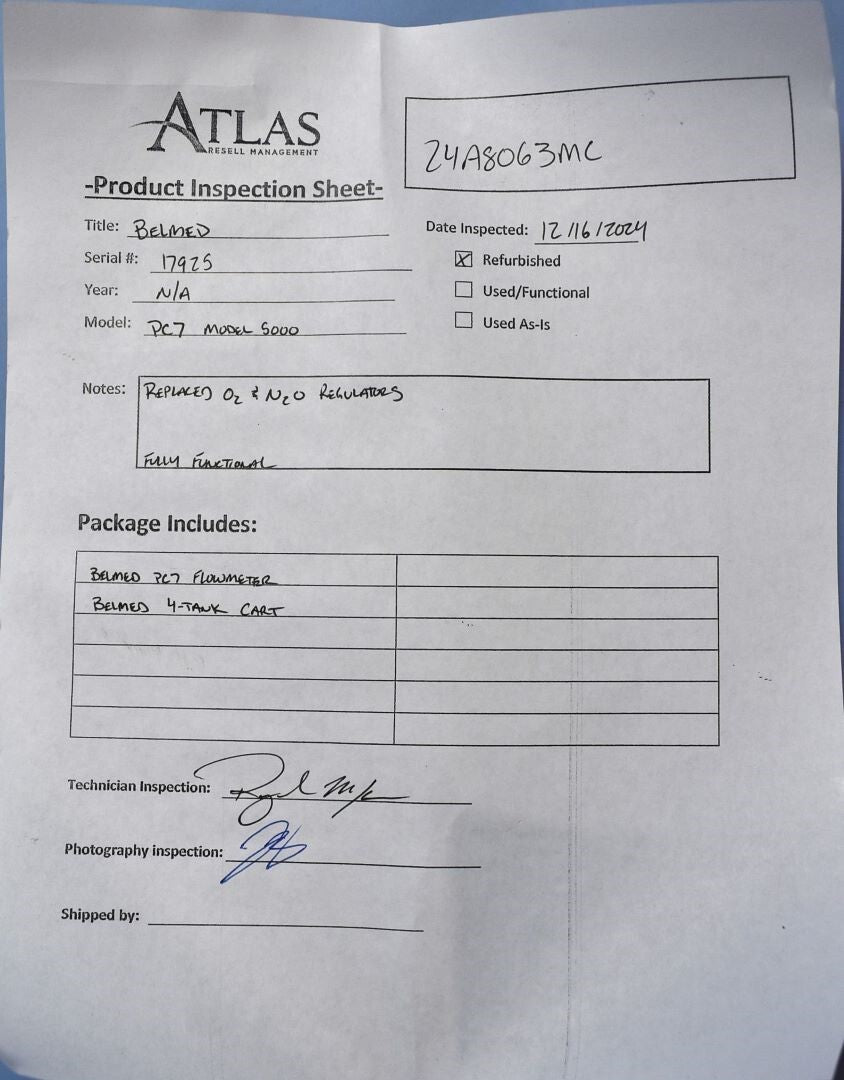 ATLAS
RESELL MANAGEMENT
24A8063MC
-Product Inspection Sheet-
Title: BELMED
Date Inspected: 12/16/2024
Serial #: 17925
Refurbished
Year: N/A
Used/Functional
Model: PC7 MODEL 5000
Used As-Is
Notes: REPLACED O2 & N2O REGULATORS
FULLY FUNCTIONAL
Package Includes:
BELMED PC7 FLOWMETER
BELMED 4-TANK CART
Technician Inspection:
Photography inspection:
Shipped by: